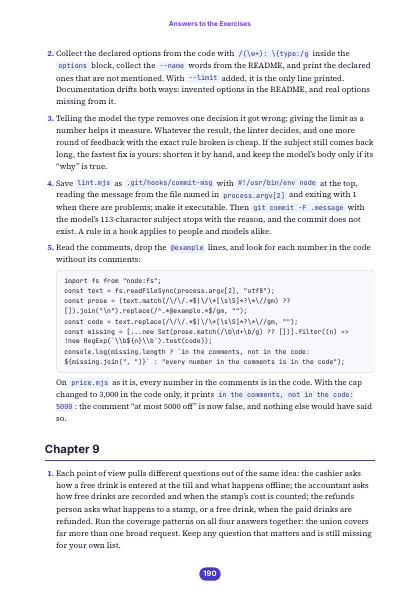 Answers to the Exercises
2. Collect the declared options from the code with /(\w+): \{type:/g inside the
options block, collect the --name words from the README, and print the declared
ones that are not mentioned. With --limit added, it is the only line printed.
Documentation drifts both ways: invented options in the README, and real options
missing from it.
3. Telling the model the type removes one decision it got wrong; giving the limit as a
number helps it measure. Whatever the result, the linter decides, and one more
round of feedback with the exact rule broken is cheap. If the subject still comes back
long, the fastest fix is yours: shorten it by hand, and keep the model's body only if its
"why" is true.
4. Save lint.mjs as .git/hooks/commit-msg with #!/usr/bin/env node at the top,
reading the message from the file named in process.argv[2] and exiting with 1
when there are problems; make it executable. Then git commit -F .message with
the model's 113-character subject stops with the reason, and the commit does not
exist. A rule in a hook applies to people and models alike.
5. Read the comments, drop the @example lines, and look for each number in the code
without its comments:
import fs from "node:fs";
const text = fs.readFileSync(process.argv[2], "utf8");
const prose = (text.match(/\/\/.*$|\/\*[\s\S]*?\*\//gm) ??
[]).join("\n").replace(/^.*@example.*$/gm, "");
const code = text.replace(/\/\/.*$|\/\*[\s\S]*?\*\//gm, "");
const missing = [...new Set(prose.match(/\b\d+\b/g) ?? [])].filter((n) =>
!new RegExp(`\\b${n}\\b`).test(code));
console.log(missing.length ? `in the comments, not in the code:
${missing.join(", ")}` : "every number in the comments is in the code");
On price.mjs as it is, every number in the comments is in the code. With the cap
changed to 3,000 in the code only, it prints in the comments, not in the code:
5000 : the comment "at most 5000 off" is now false, and nothing else would have said
so.
Chapter 9
1. Each point of view pulls different questions out of the same idea: the cashier asks
how a free drink is entered at the till and what happens offline; the accountant asks
how free drinks are recorded and when the stamp's cost is counted; the refunds
person asks what happens to a stamp, or a free drink, when the paid drinks are
refunded. Run the coverage patterns on all four answers together: the union covers
far more than one broad request. Keep any question that matters and is still missing
for your own list.
190